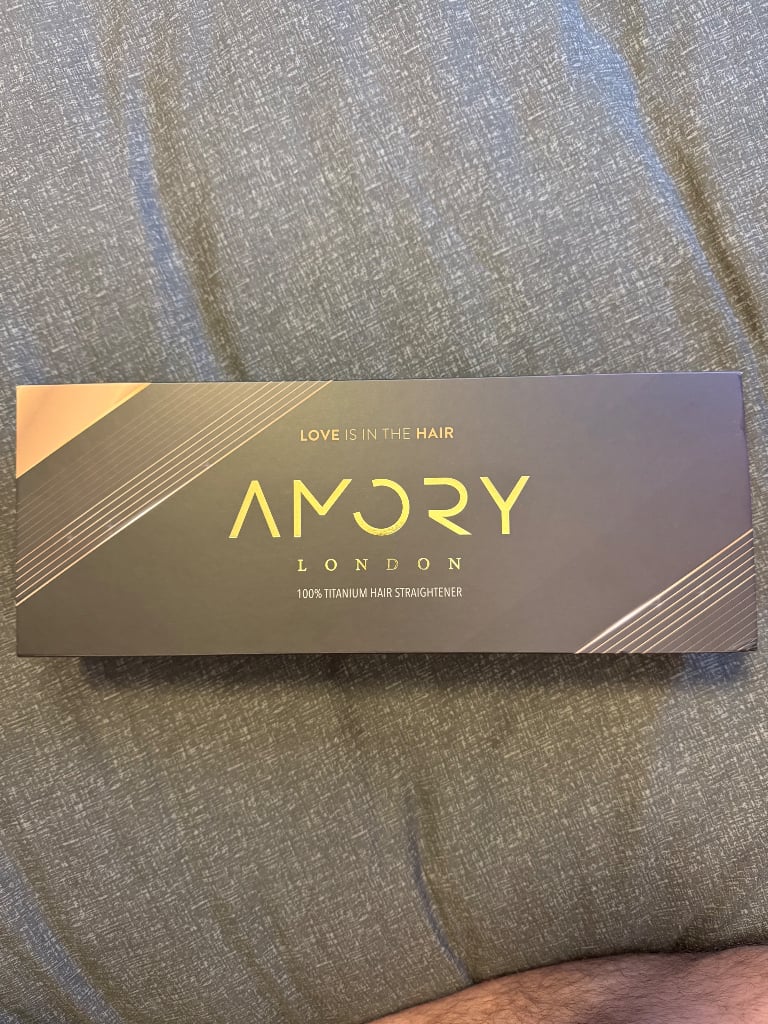 LOVE IS IN THE HAIR
AMORY
LONDON
100% TITANIUM HAIR STRAIGHTENER